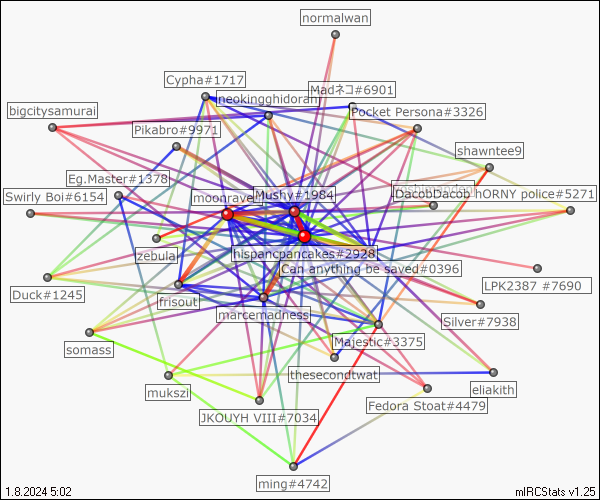 normalwan
Cypha#1717
Madネコ#6901
neokingghidorah
bigcitysamurai
Pocket Persona#3326
Pikabro#9971
shawntee9
Eg.Master#1378
Swirly Boi#6154
moonraven
Mushy#1984
DacobDacob
hORNY police#5271
zebula
hispancpancakes#2928
Can anything be saved#0396
LPK2387 #7690
Duck#1245
frisout
marcemadness
Silver#7938
somass
Majestic#3375
thesecondtwat
mukszi
eliakith
Fedora Stoat#4479
JKOUYH VIII#7034
ming#4742
1.8.2024 5:02
mIRCStats v1.25